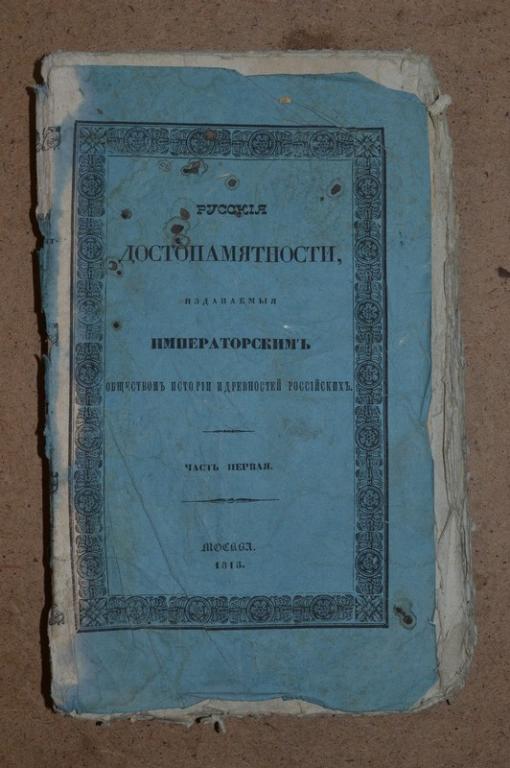 РУССКІЯ
ДОСТОПАМЯТНОСТИ,
ИЗДАВАЕМЫЯ
ИМПЕРАТОРСКИМЪ
ОБЩЕСТВОМЪ ИСТОРІИ И ДРЕВНОСТЕЙ РОССІЙСКИХЪ.
ЧАСТЬ ПЕРВАЯ.
МОСКВА.
1815.